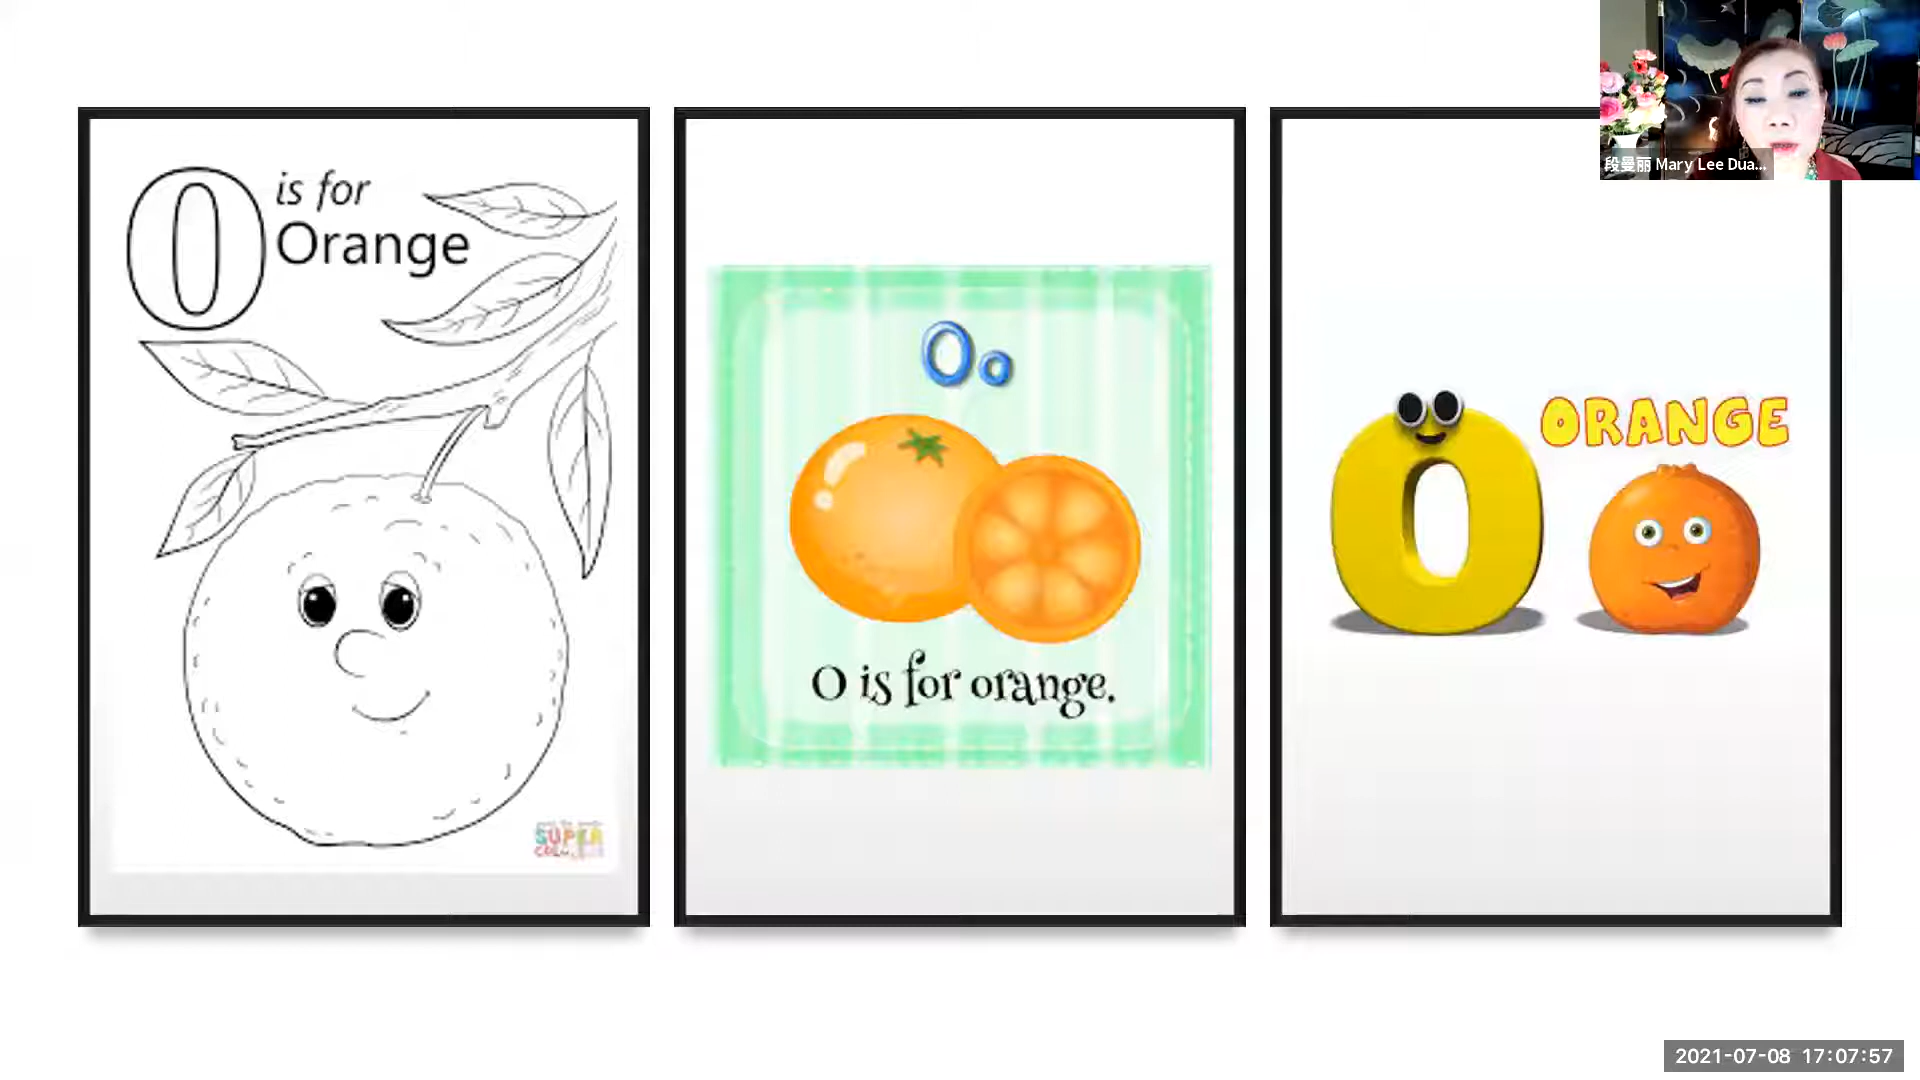 O is for
Orange
SUPER
Oo
O is for orange.
O
ORANGE
段曼丽 Mary Lee Dua...
2021-07-08 17:07:57